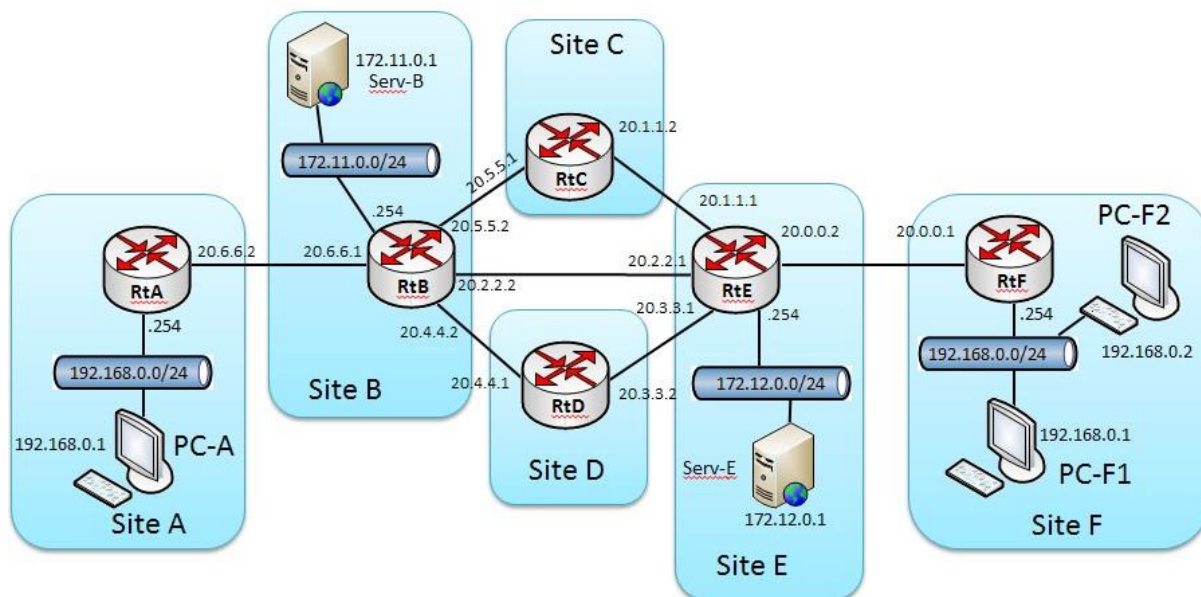 172.11.0.1
Serv-B
172.11.0.0/24
.254
Site C
20.1.1.2
RtC
20.5.5.1
20.5.5.2
20.1.1.1
20.6.6.2
RtA
.254
192.168.0.0/24
192.168.0.1
PC-A
Site A
20.6.6.1
RtB
20.2.2.2
20.4.4.2
Site B
20.2.2.1
RtE
20.0.0.2
20.3.3.1
.254
20.4.4.1
RtD
20.3.3.2
Site D
172.12.0.0/24
Serv-E
172.12.0.1
Site E
20.0.0.1
RtF
PC-F2
.254
192.168.0.0/24
192.168.0.2
192.168.0.1
PC-F1
Site F